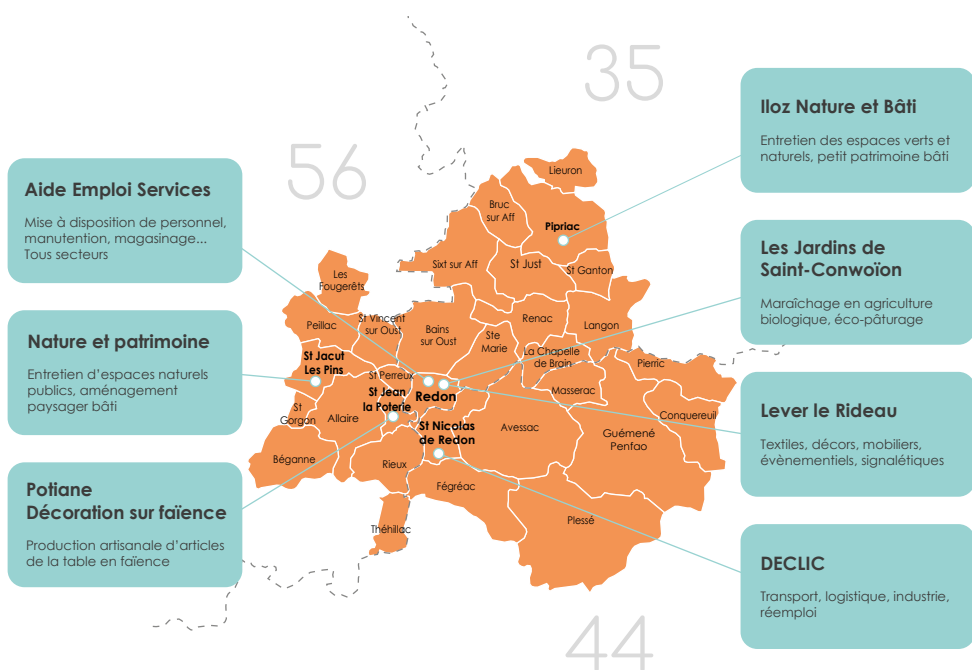 35
56
44
Aide Emploi Services
Mise à disposition de personnel,
manutention, magasinage...
Tous secteurs
Nature et patrimoine
Entretien d'espaces naturels
publics, aménagement
paysager bâti
Potiane
Décoration sur faïence
Production artisanale d'articles
de la table en faïence
Lieuron
Bruc
sur Aff
Pipriac
Sixt sur Aff
St Just
St Ganton
Les
Fougerêts
Peillac
St Vincent
sur Oust
Bains
sur Oust
Ste
Marie
Renac
Langon
La Chapelle
de Brain
Pierric
St Jacut
Les Pins
St Perreux
St Jean
la Poterie
Redon
Masserac
Conquereuil
St
Gorgon
Allaire
St Nicolas
de Redon
Avessac
Guémené
Penfao
Béganne
Rieux
Fégréac
Théhillac
Plessé
Iloz Nature et Bâti
Entretien des espaces verts et
naturels, petit patrimoine bâti
Les Jardins de
Saint-Conwoïon
Maraîchage en agriculture
biologique, éco-pâturage
Lever le Rideau
Textiles, décors, mobiliers,
évènementiels, signalétiques
DECLIC
Transport, logistique, industrie,
réemploi